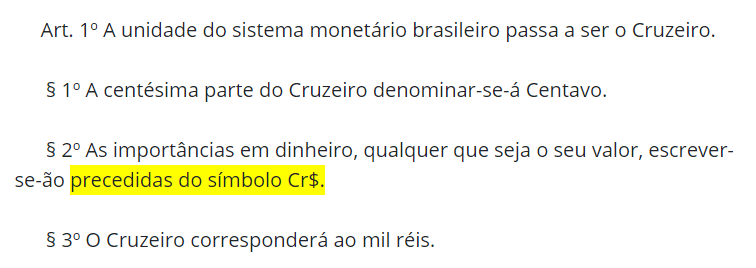 Art. 1º A unidade do sistema monetário brasileiro passa a ser o Cruzeiro.
§ 1º A centésima parte do Cruzeiro denominar-se-á Centavo.
§ 2º As importâncias em dinheiro, qualquer que seja o seu valor, escrever-
se-ão precedidas do símbolo Cr$.
§ 3º O Cruzeiro corresponderá ao mil réis.